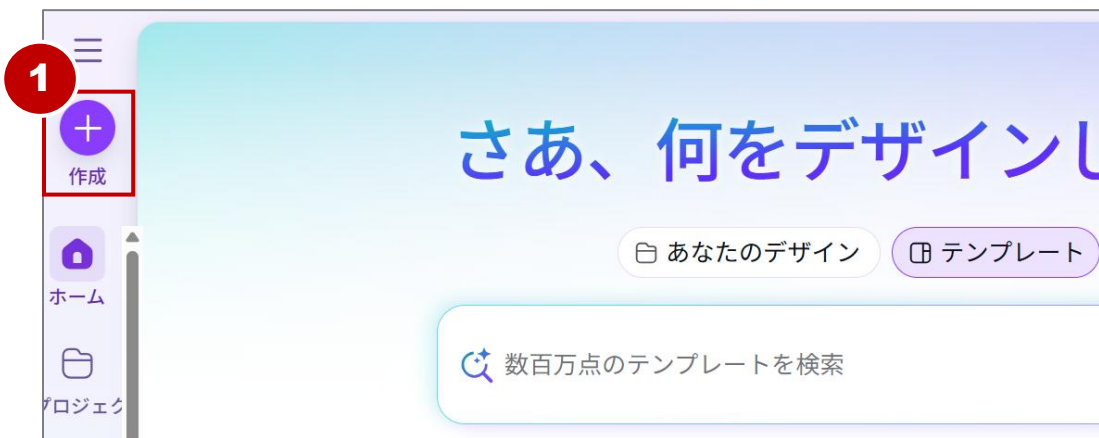 1
作成
さあ、何をデザインし
あなたのデザイン
テンプレート
ホーム
数百万点のテンプレートを検索
プロジェク